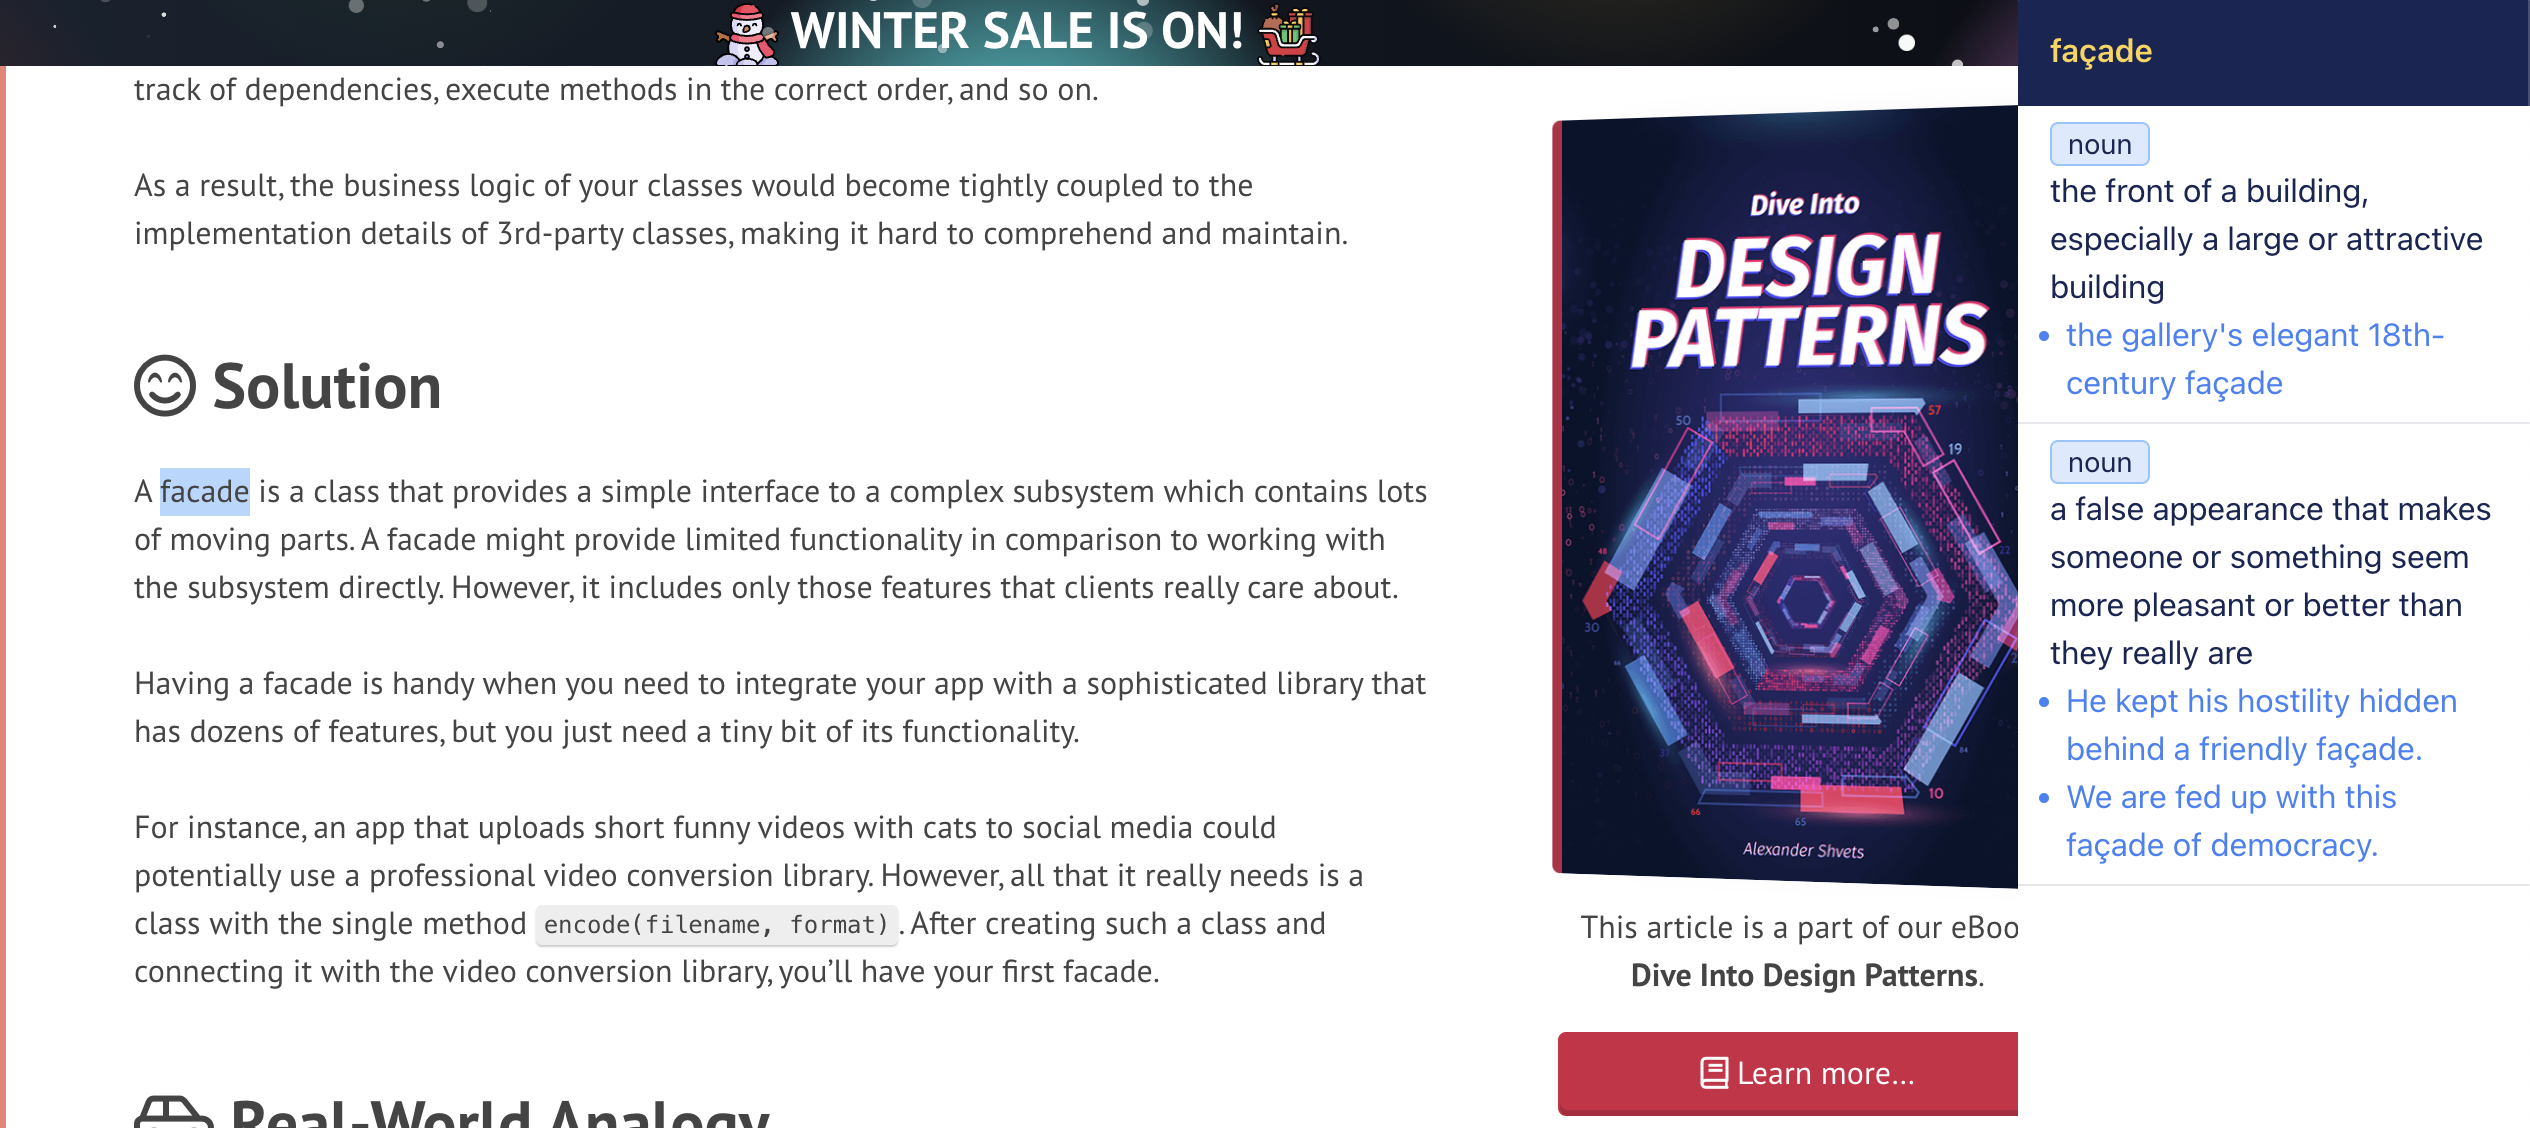 WINTER SALE IS ON!
track of dependencies, execute methods in the correct order, and so on.
As a result, the business logic of your classes would become tightly coupled to the
implementation details of 3rd-party classes, making it hard to comprehend and maintain.
Solution
A facade is a class that provides a simple interface to a complex subsystem which contains lots
of moving parts. A facade might provide limited functionality in comparison to working with
the subsystem directly. However, it includes only those features that clients really care about.
Having a facade is handy when you need to integrate your app with a sophisticated library that
has dozens of features, but you just need a tiny bit of its functionality.
For instance, an app that uploads short funny videos with cats to social media could
potentially use a professional video conversion library. However, all that it really needs is a
class with the single method encode(filename, format). After creating such a class and
connecting it with the video conversion library, you’ll have your first facade.
Real-World Analogy
Dive Into
DESIGN
PATTERNS
50
57
19
48
22
30
84
10
66
65
Alexander Shvets
This article is a part of our eBoo
Dive Into Design Patterns.
Learn more...
façade
noun
the front of a building,
especially a large or attractive
building
• the gallery's elegant 18th-
century façade
noun
a false appearance that makes
someone or something seem
more pleasant or better than
they really are
• He kept his hostility hidden
behind a friendly façade.
• We are fed up with this
façade of democracy.